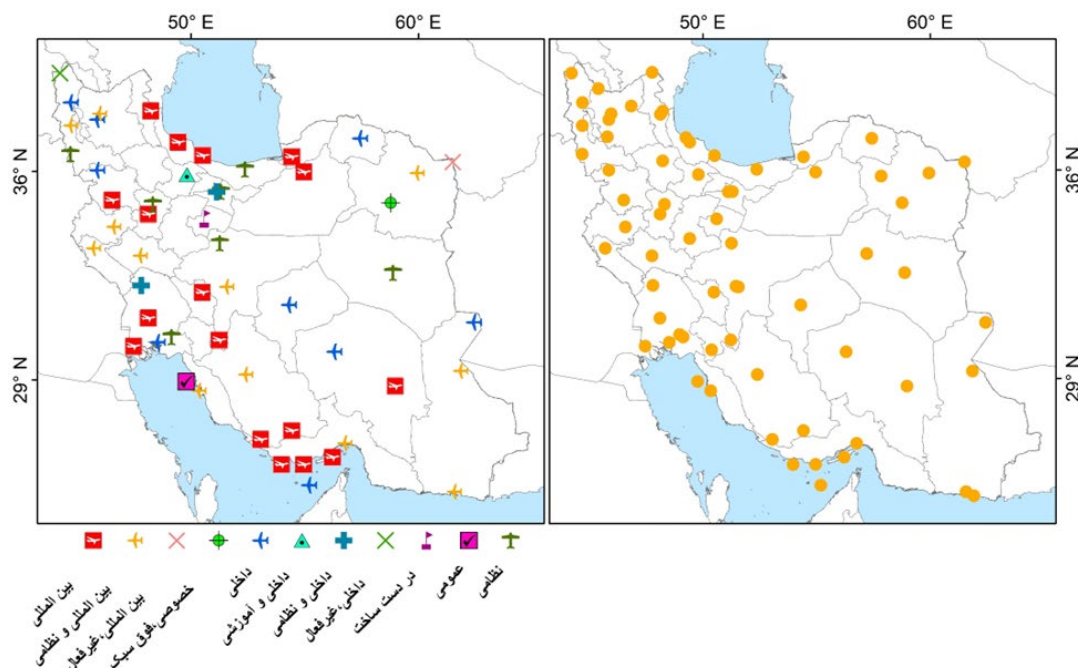 50° E
60° E
50° E
60° E
36° N
29° N
36° N
29° N
بین المللی
بین المللی و نظامی
بین المللی،غیرفعال
خصوصی،فوق سبک
داخلی
داخلی و آموزشی
داخلی و نظامی
داخلی،غیرفعال
در دست ساخت
عمومی
نظامی